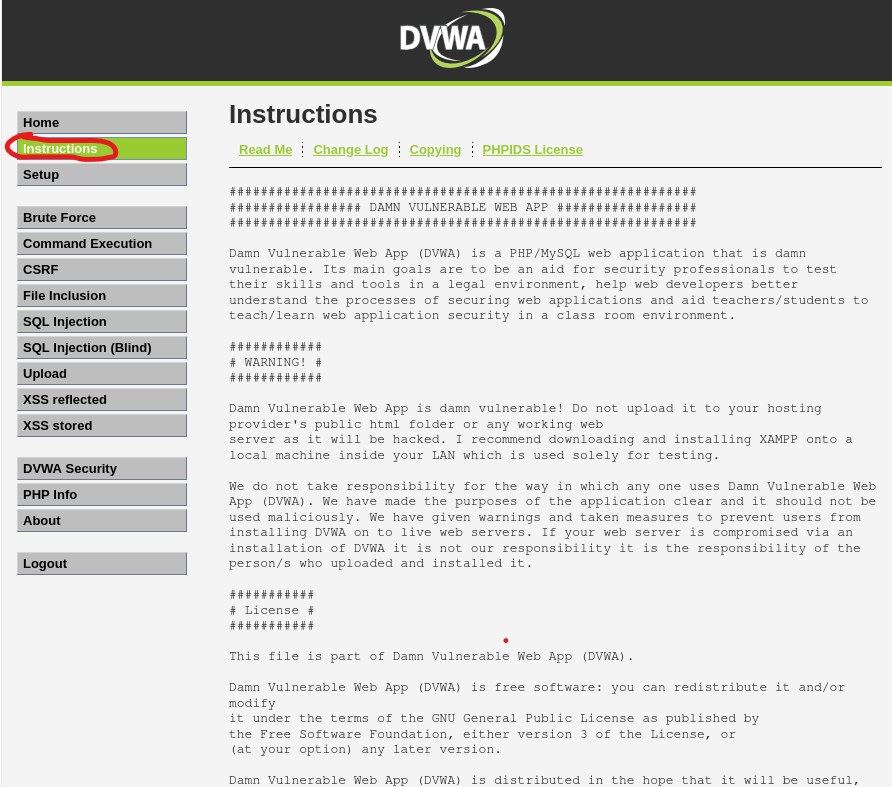 DVWA
Home
Instructions
Setup
Brute Force
Command Execution
CSRF
File Inclusion
SQL Injection
SQL Injection (Blind)
Upload
XSS reflected
XSS stored
DVWA Security
PHP Info
About
Logout
Instructions
Read Me
Change Log
Copying
PHPIDS License
############################################################
################# DAMN VULNERABLE WEB APP ##################
############################################################
Damn Vulnerable Web App (DVWA) is a PHP/MySQL web application that is damn
vulnerable. Its main goals are to be an aid for security professionals to test
their skills and tools in a legal environment, help web developers better
understand the processes of securing web applications and aid teachers/students to
teach/learn web application security in a class room environment.
############
# WARNING! #
############
Damn Vulnerable Web App is damn vulnerable! Do not upload it to your hosting
provider's public html folder or any working web
server as it will be hacked. I recommend downloading and installing XAMPP onto a
local machine inside your LAN which is used solely for testing.
We do not take responsibility for the way in which any one uses Damn Vulnerable Web
App (DVWA). We have made the purposes of the application clear and it should not be
used maliciously. We have given warnings and taken measures to prevent users from
installing DVWA on to live web servers. If your web server is compromised via an
installation of DVWA it is not our responsibility it is the responsibility of the
person/s who uploaded and installed it.
###########
# License #
###########
This file is part of Damn Vulnerable Web App (DVWA).
Damn Vulnerable Web App (DVWA) is free software: you can redistribute it and/or
modify
it under the terms of the GNU General Public License as published by
the Free Software Foundation, either version 3 of the License, or
(at your option) any later version.
Damn Vulnerable Web App (DVWA) is distributed in the hope that it will be useful,